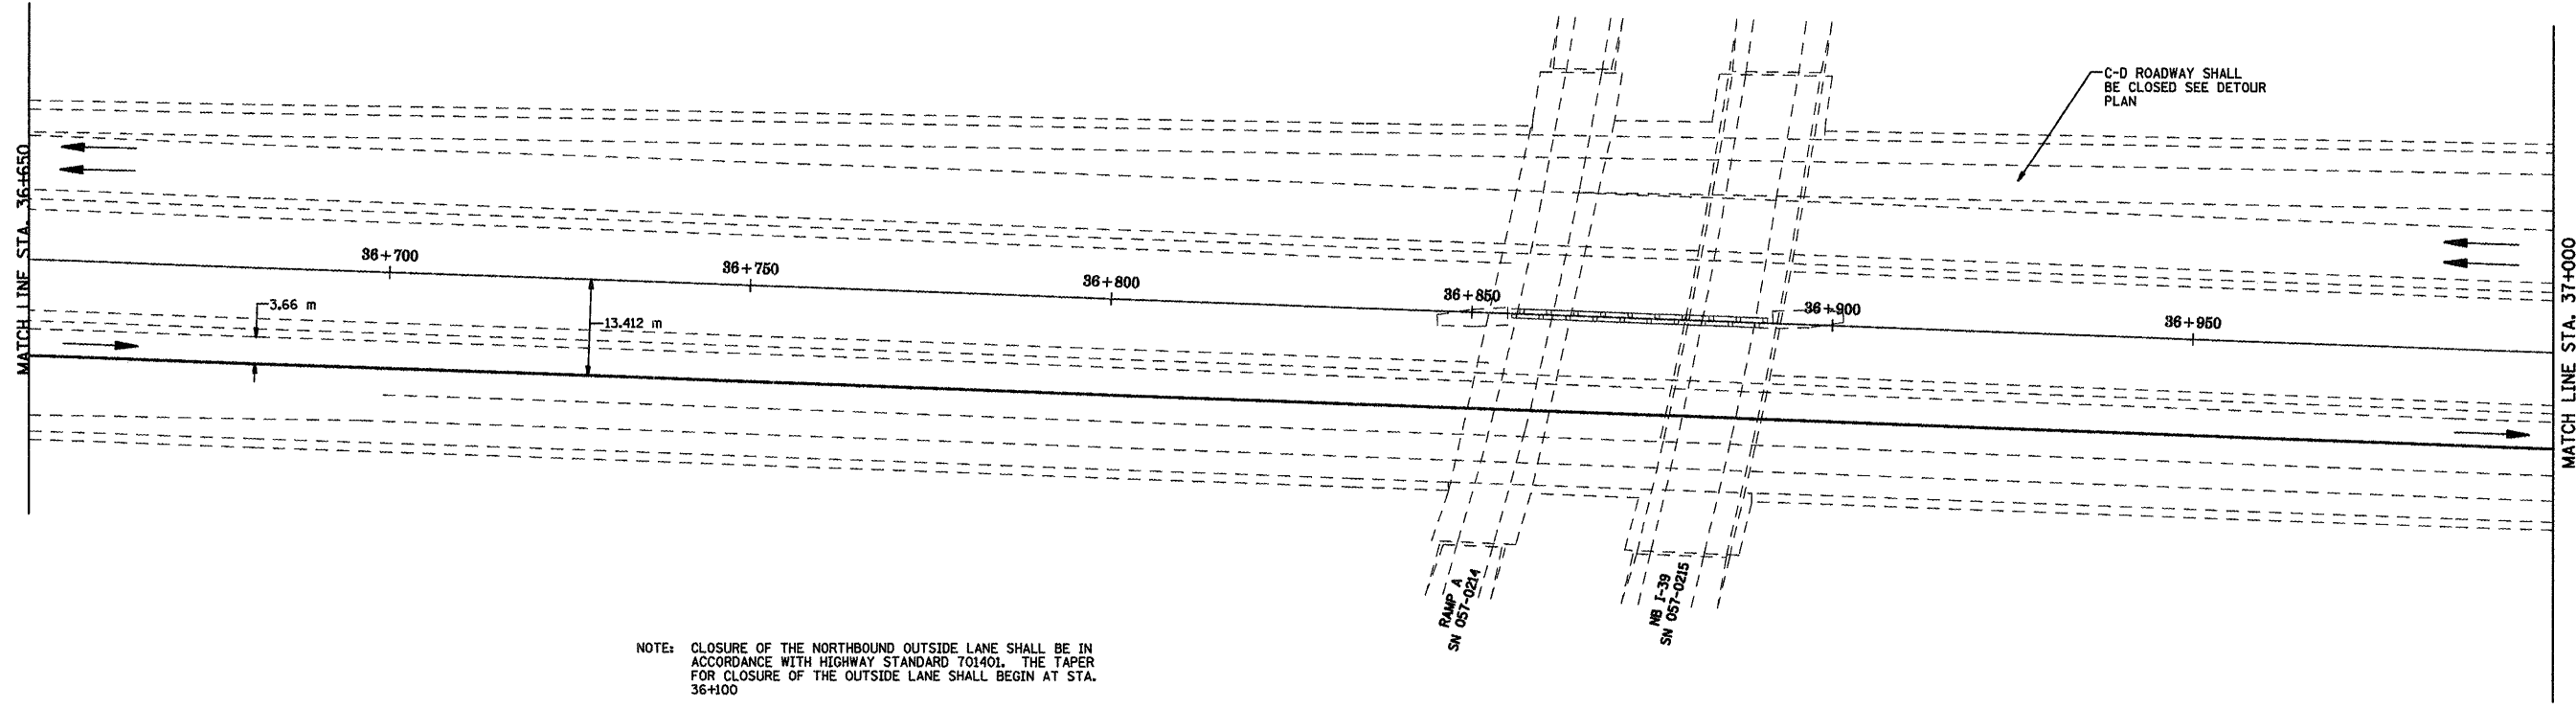 C-D ROADWAY SHALL
BE CLOSED SEE DETOUR
PLAN
MATCH LINE STA. 36+650
36+700
36+750
36+800
36+850
36+900
36+950
MATCH LINE STA. 37+000
3.66 m
13.412 m
RAMP A
SN 057-0214
NB I-39
SN 057-0215
NOTE: CLOSURE OF THE NORTHBOUND OUTSIDE LANE SHALL BE IN
ACCORDANCE WITH HIGHWAY STANDARD 701401. THE TAPER
FOR CLOSURE OF THE OUTSIDE LANE SHALL BEGIN AT STA.
36+100